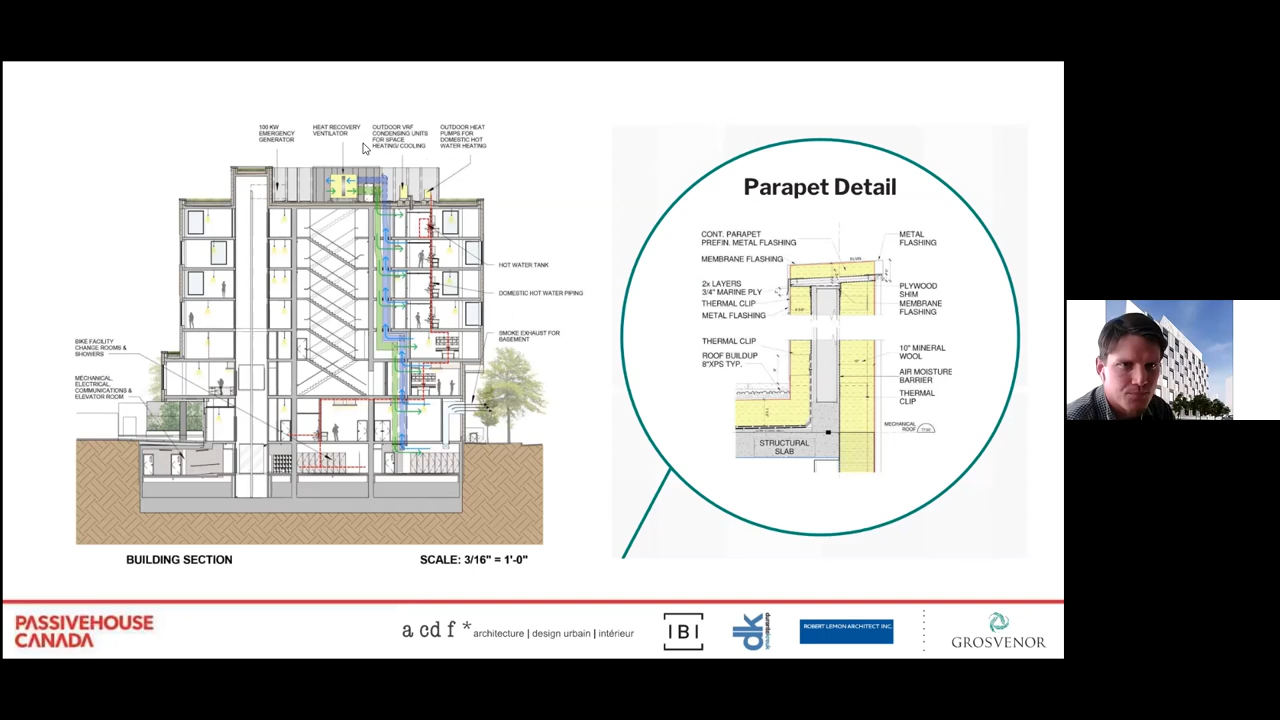 100 KW
EMERGENCY
GENERATOR
HEAT RECOVERY
VENTILATOR
OUTDOOR VRF
CONDENSING UNITS
FOR SPACE
HEATING/ COOLING
OUTDOOR HEAT
PUMPS FOR
DOMESTIC HOT
WATER HEATING
HOT WATER TANK
DOMESTIC HOT WATER PIPING
SMOKE EXHAUST FOR
BASEMENT
BIKE FACILITY
CHANGE ROOMS &
SHOWERS
MECHANICAL,
ELECTRICAL,
COMMUNICATIONS &
ELEVATOR ROOM
BUILDING SECTION
SCALE: 3/16" = 1'-0"
Parapet Detail
CONT. PARAPET
PREFIN. METAL FLASHING
MEMBRANE FLASHING
2x LAYERS
3/4" MARINE PLY
THERMAL CLIP
METAL FLASHING
THERMAL CLIP
ROOF BUILDUP
8"XPS TYP.
METAL
FLASHING
PLYWOOD
SHIM
MEMBRANE
FLASHING
10" MINERAL
WOOL
AIR MOISTURE
BARRIER
THERMAL
CLIP
MECHANICAL
ROOF
STRUCTURAL
SLAB
PASSIVEHOUSE
CANADA
acdf* architecture | design urbain | intérieur
IBI
dk
ROBERT LEMON ARCHITECT INC.
GROSVENOR